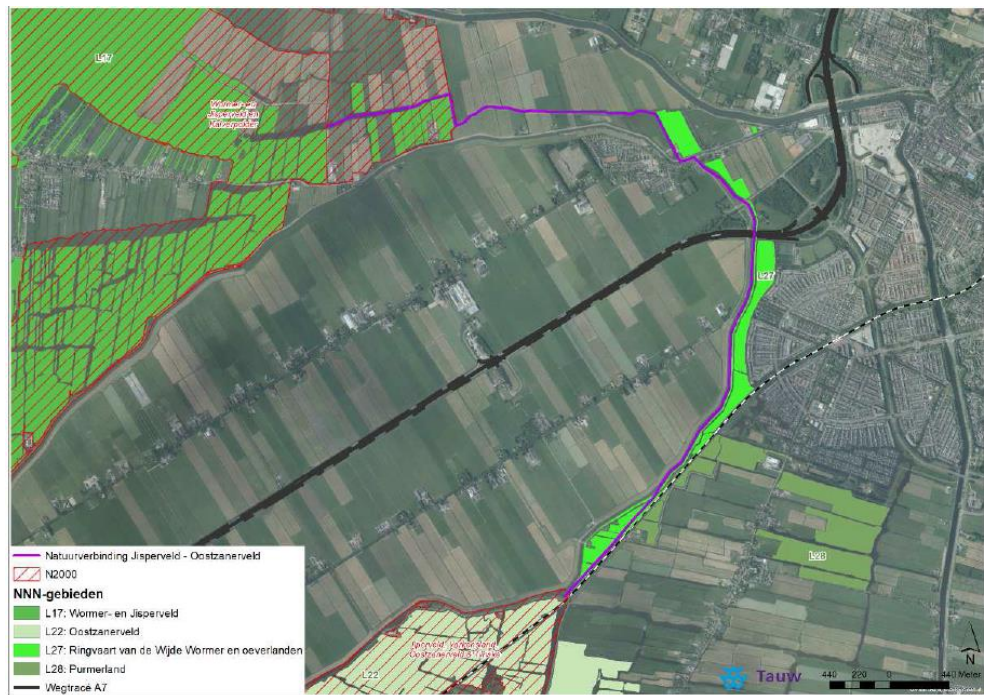 L17
Wormer- en
Jisperveld en
Kalverpolder
L27
L28
L22
Natuurverbinding Jisperveld - Oostzanerveld
N2000
NNN-gebieden
L17: Wormer- en Jisperveld
L22: Oostzanerveld
L27: Ringvaart van de Wijde Wormer en oeverlanden
L28: Purmerland
Wegtracé A7
Tauw
N
440 220 0 440 Meter